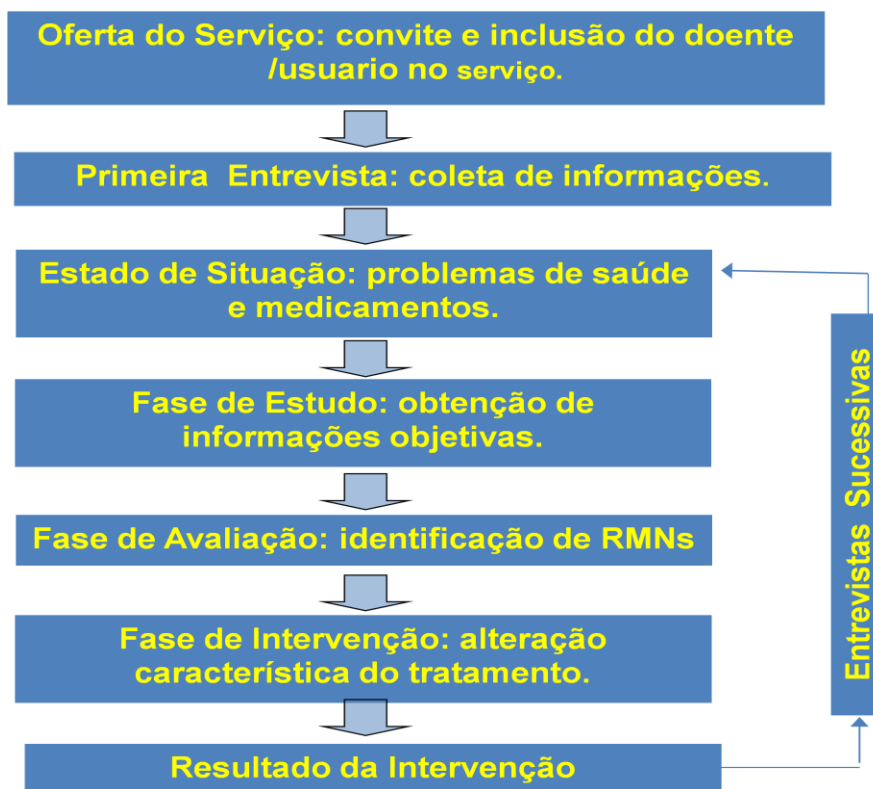 Oferta do Serviço: convite e inclusão do doente
/usuario no serviço.
Primeira Entrevista: coleta de informações.
Estado de Situação: problemas de saúde
e medicamentos.
Fase de Estudo: obtenção de
informações objetivas.
Fase de Avaliação: identificação de RMNs
Fase de Intervenção: alteração
característica do tratamento.
Resultado da Intervenção
Entrevistas Sucessivas